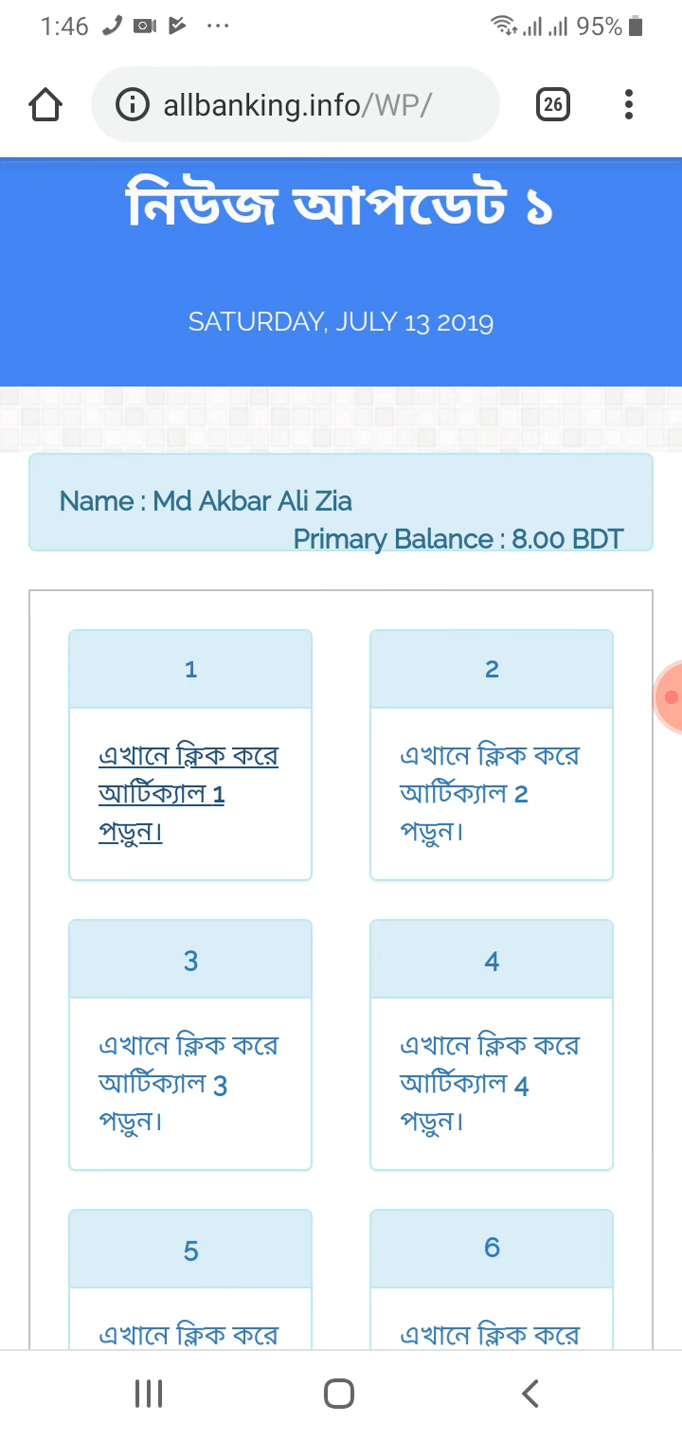 1:46 ... 95%
allbanking.info/WP/ 26
নিউজ আপডেট ১
SATURDAY, JULY 13 2019
Name : Md Akbar Ali Zia
Primary Balance : 8.00 BDT
1
এখানে ক্লিক করে
আর্টিক্যাল 1
পড়ুন।
2
এখানে ক্লিক করে
আর্টিক্যাল 2
পড়ুন।
3
এখানে ক্লিক করে
আর্টিক্যাল 3
পড়ুন।
4
এখানে ক্লিক করে
আর্টিক্যাল 4
পড়ুন।
5
এখানে ক্লিক করে
6
এখানে ক্লিক করে